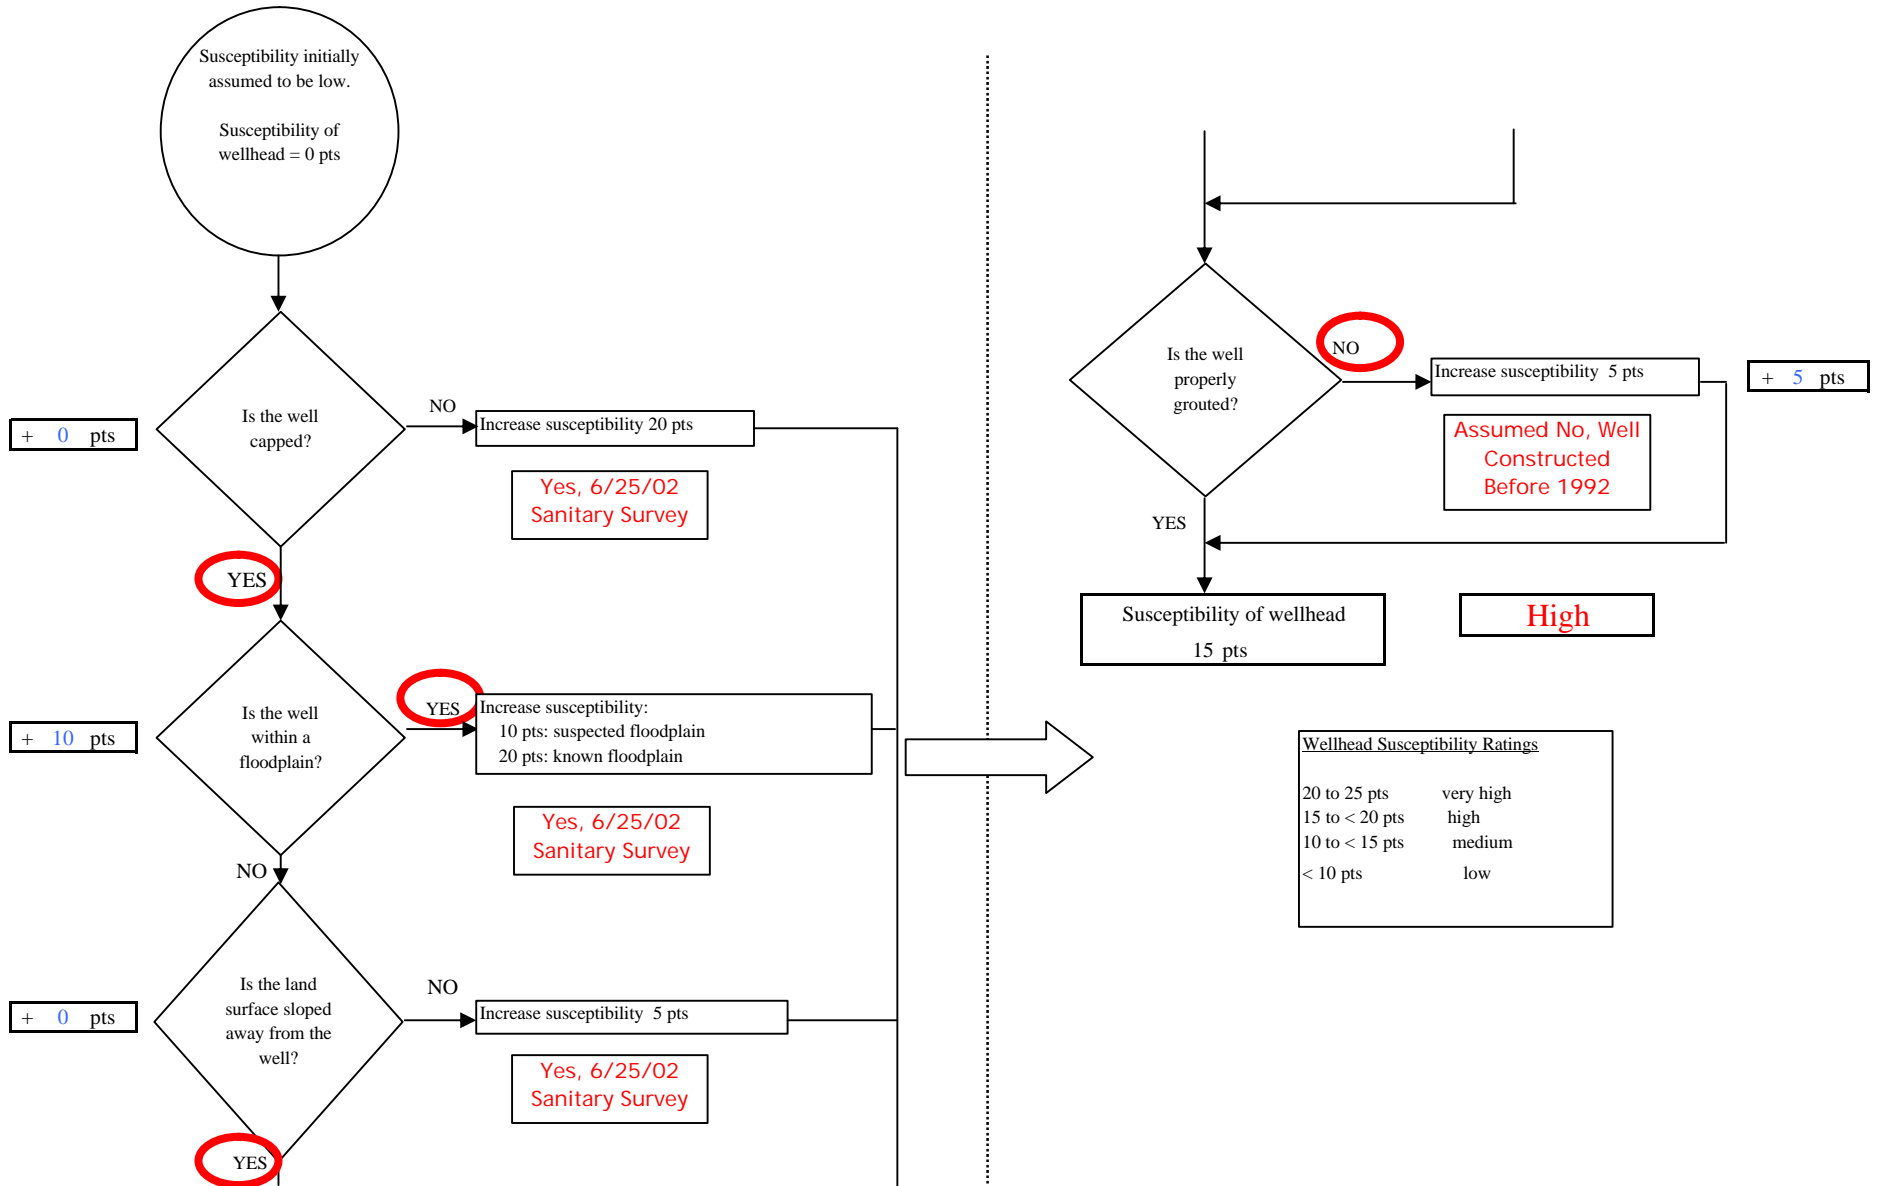 Susceptibility initially
assumed to be low.
Susceptibility of
wellhead = 0 pts
Is the well
capped?
+ 0 pts
NO
Increase susceptibility 20 pts
Yes, 6/25/02
Sanitary Survey
YES
Is the well
within a
floodplain?
+ 10 pts
YES
Increase susceptibility:
10 pts: suspected floodplain
20 pts: known floodplain
Yes, 6/25/02
Sanitary Survey
NO
Is the land
surface sloped
away from the
well?
+ 0 pts
NO
Increase susceptibility 5 pts
Yes, 6/25/02
Sanitary Survey
YES
Is the well
properly
grouted?
NO
Increase susceptibility 5 pts
+ 5 pts
Assumed No, Well
Constructed
Before 1992
YES
Susceptibility of wellhead
15 pts
High
Wellhead Susceptibility Ratings
20 to 25 pts very high
15 to < 20 pts high
10 to < 15 pts medium
< 10 pts low